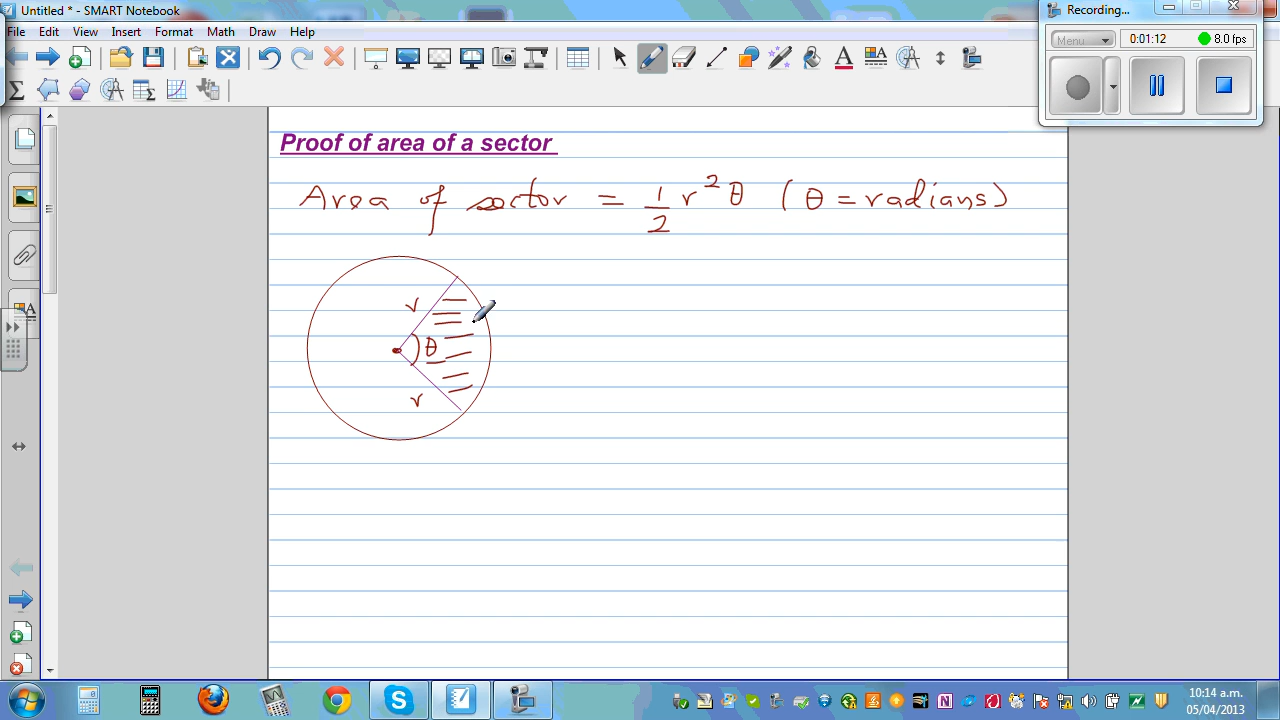 Untitled * - SMART Notebook
Recording...
File Edit View Insert Format Math Draw Help
Menu 0:01:12 8.0 fps
Proof of area of a sector
Area of sector = 1/2 r² θ (θ = radians)
r
θ
r
10:14 a.m.
05/04/2013